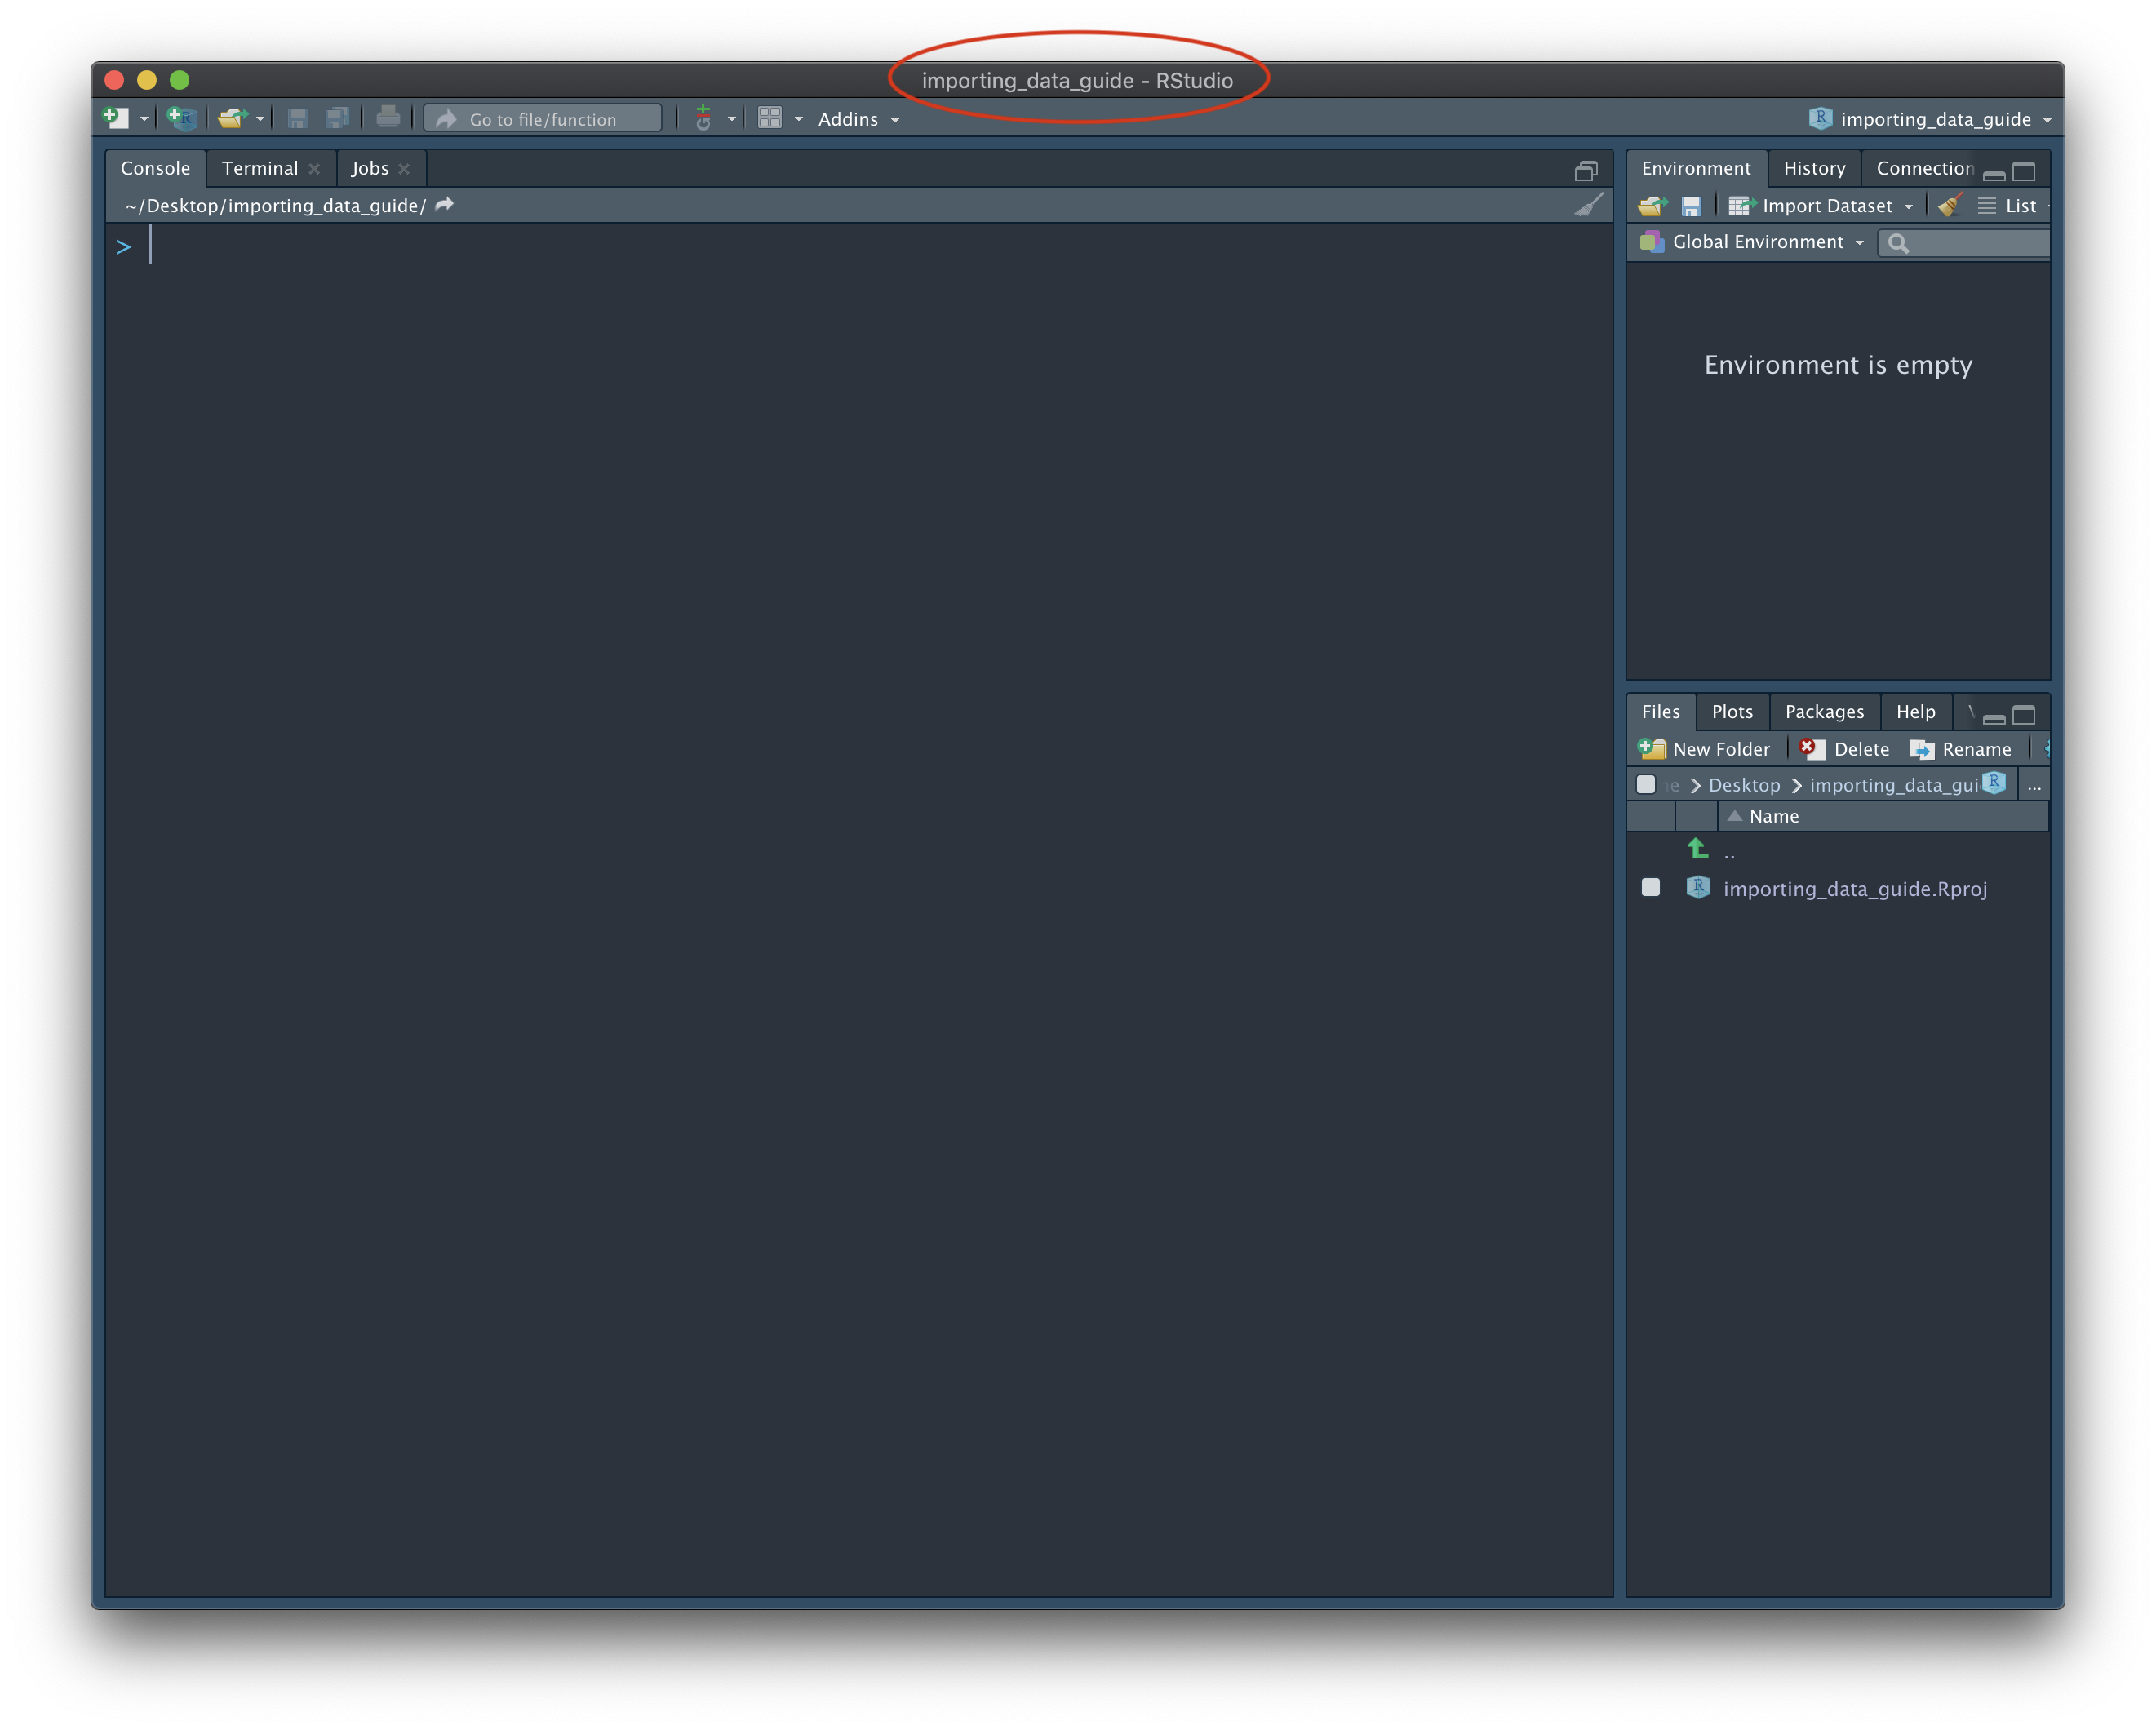 importing_data_guide - RStudio
Go to file/function Addins importing_data_guide
Console Terminal Jobs
~/Desktop/importing_data_guide/
>
Environment History Connection
Import Dataset List
Global Environment
Environment is empty
Files Plots Packages Help
New Folder Delete Rename
Desktop importing_data_gui ...
Name
..
importing_data_guide.Rproj